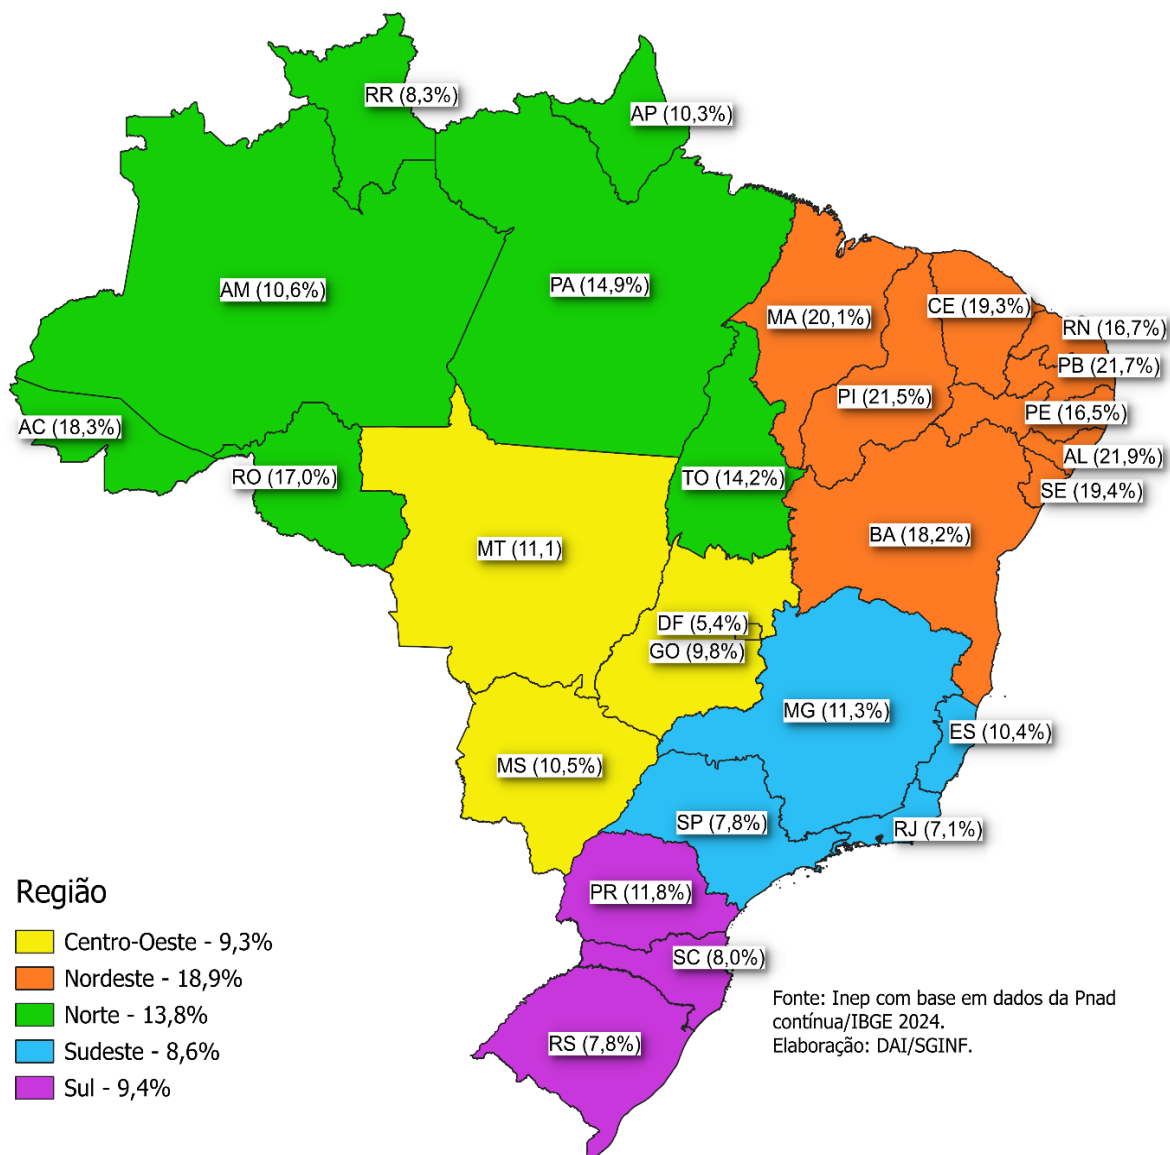 RR (8,3%)
AP (10,3%)
AM (10,6%)
PA (14,9%)
MA (20,1%)
CE (19,3%)
RN (16,7%)
PB (21,7%)
PI (21,5%)
PE (16,5%)
AC (18,3%)
AL (21,9%)
RO (17,0%)
TO (14,2%)
SE (19,4%)
BA (18,2%)
MT (11,1)
DF (5,4%)
GO (9,8%)
MG (11,3%)
ES (10,4%)
MS (10,5%)
SP (7,8%)
RJ (7,1%)
PR (11,8%)
SC (8,0%)
RS (7,8%)
Região
Centro-Oeste - 9,3%
Nordeste - 18,9%
Norte - 13,8%
Sudeste - 8,6%
Sul - 9,4%
Fonte: Inep com base em dados da Pnad
contínua/IBGE 2024.
Elaboração: DAI/SGINF.